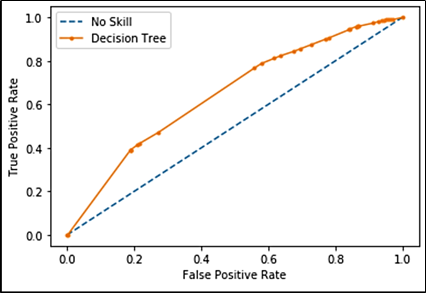 No Skill
Decision Tree
1.0
0.8
0.6
0.4
0.2
0.0
True Positive Rate
0.0 0.2 0.4 0.6 0.8 1.0
False Positive Rate